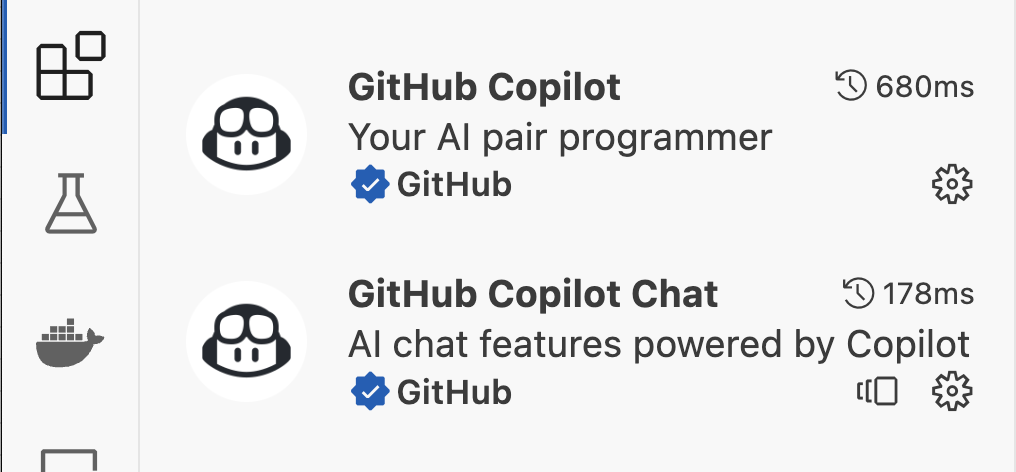 GitHub Copilot 680ms
Your AI pair programmer
GitHub
GitHub Copilot Chat 178ms
AI chat features powered by Copilot
GitHub